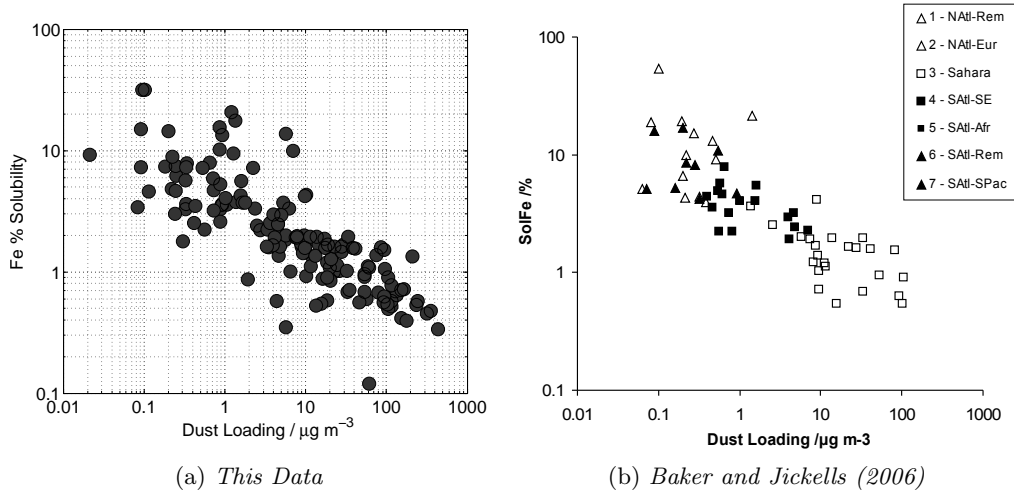 100
10
1
0.1
Fe % Solubility
0.01 0.1 1 10 100 1000
Dust Loading / μg m⁻³
(a) This Data
1 - NAtl-Rem
2 - NAtl-Eur
3 - Sahara
4 - SAtl-SE
5 - SAtl-Afr
6 - SAtl-Rem
7 - SAtl-SPac
100
10
1
0.1
SolFe /%
0.01 0.1 1 10 100 1000
Dust Loading /μg m-3
(b) Baker and Jickells (2006)